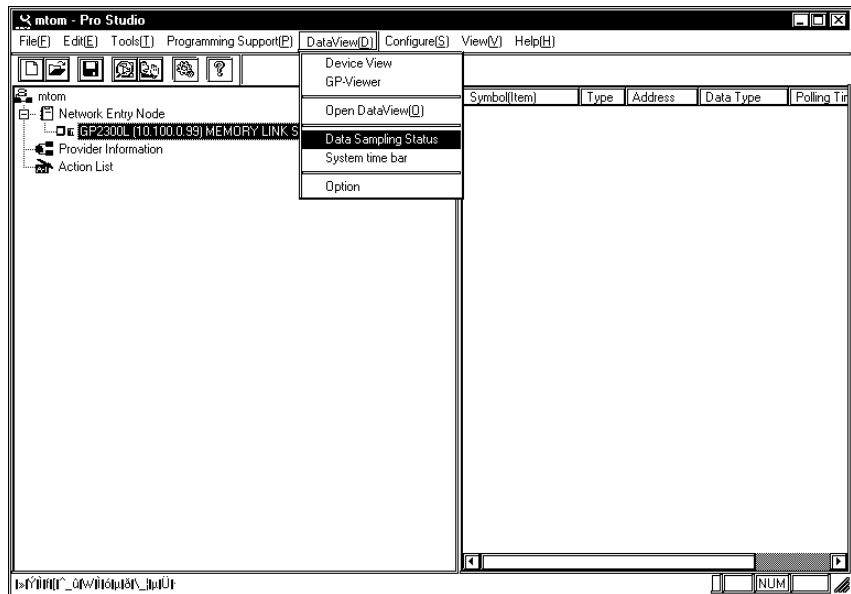 mtom - Pro Studio
File(F) Edit(E) Tools(T) Programming Support(P) DataView(D) Configure(S) View(V) Help(H)
Device View
GP-Viewer
Open DataView(O)
Data Sampling Status
System time bar
Option
mtom
Network Entry Node
GP2300L (10.100.0.99) MEMORY LINK S
Provider Information
Action List
Symbol(Item) Type Address Data Type Polling Tim
NUM